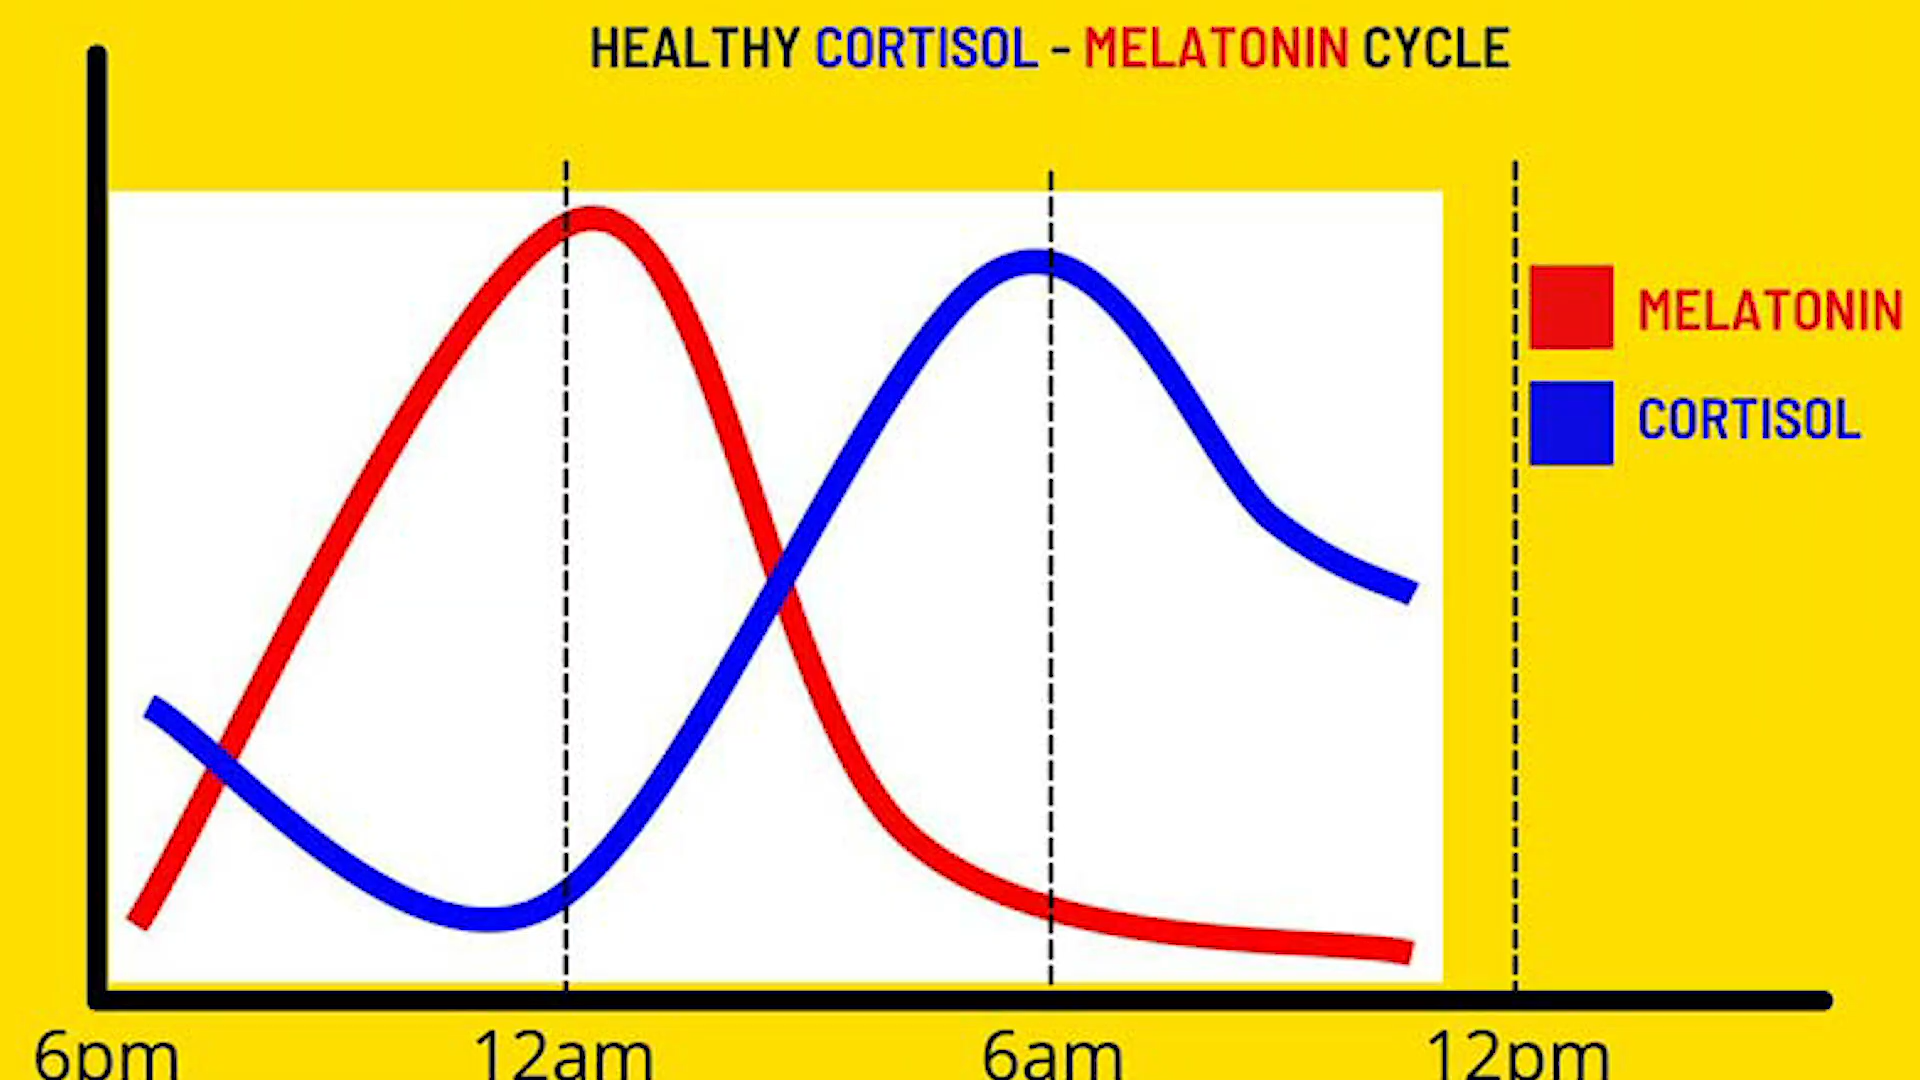 HEALTHY CORTISOL - MELATONIN CYCLE
MELATONIN
CORTISOL
6pm 12am 6am 12pm